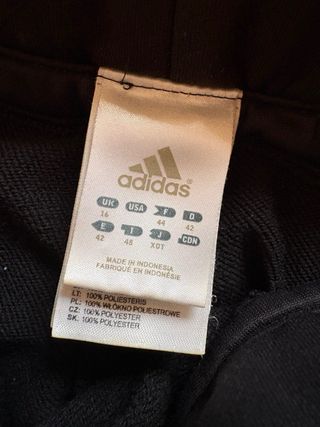 adidas
UK USA F D
16 44 42
E I J CDN
42 48 XOT
MADE IN INDONESIA
FABRIQUÉ EN INDONÉSIE
LT: 100% POLIESTERIS
PL: 100% WŁÓKNO POLIESTROWE
CZ: 100% POLYESTER
SK: 100% POLYESTER